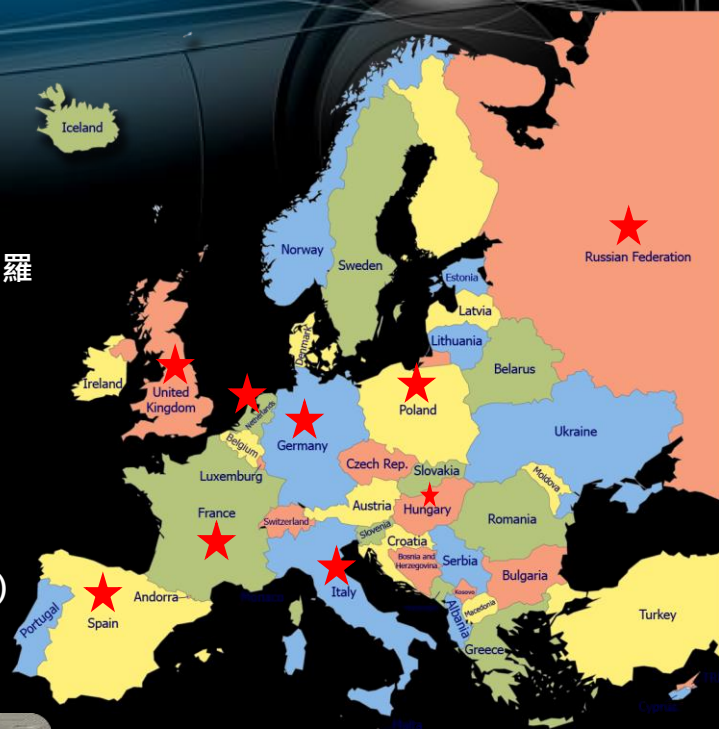 Iceland
羅
Norway
Sweden
Russian Federation
Estonia
Latvia
Denmark
Lithuania
Ireland
United
Kingdom
Belarus
Netherlands
Poland
Germany
Belgium
Ukraine
Luxemburg
Czech Rep.
Slovakia
Moldova
France
Austria
Hungary
Switzerland
Romania
Slovenia
Croatia
Bosnia and
Herzegovina
Serbia
Bulgaria
)
Andorra
Monaco
Italy
Kosovo
Macedonia
Albania
Portugal
Spain
Turkey
Greece
Cyprus
Malta